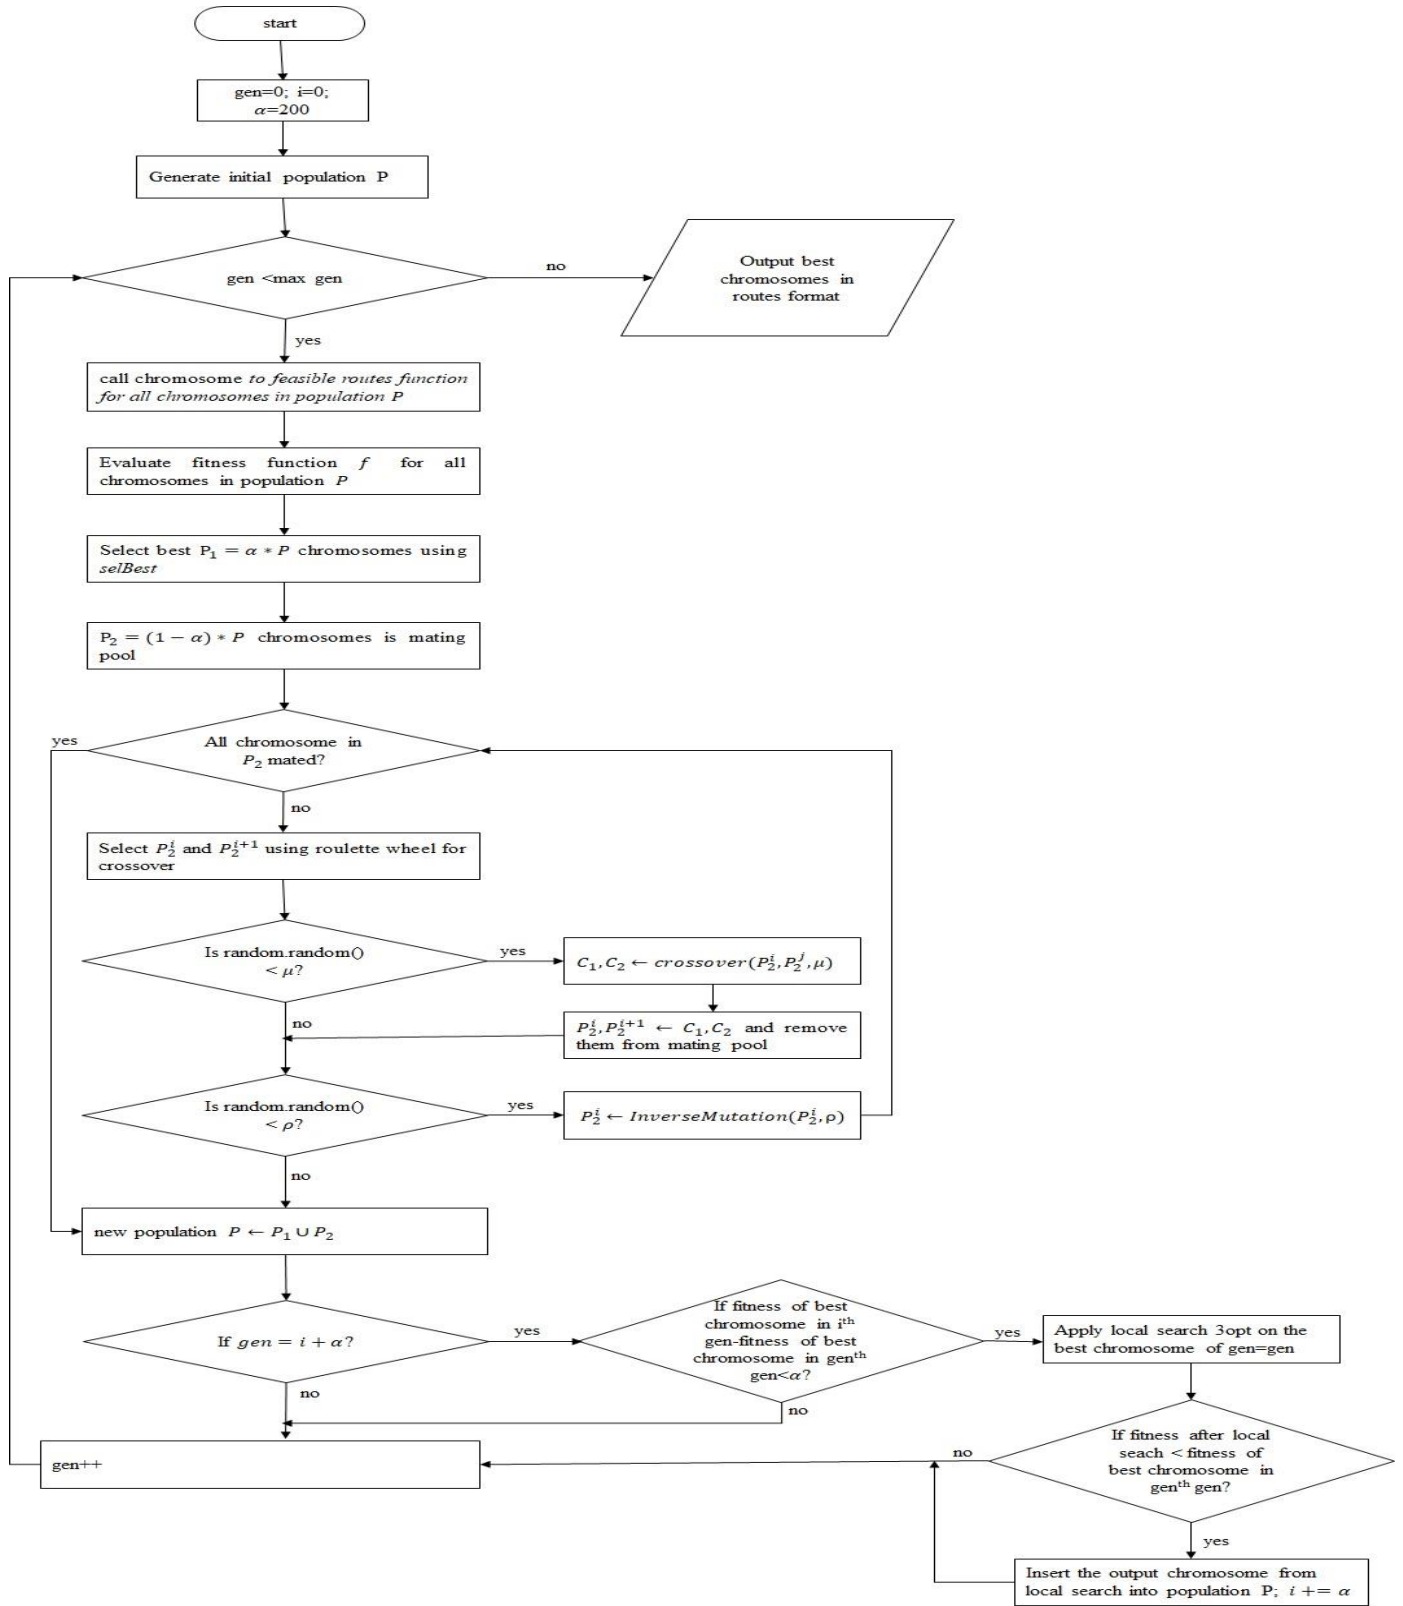 start
gen=0; i=0;
α=200
Generate initial population P
gen <max gen
no
Output best
chromosomes in
routes format
yes
call chromosome to feasible routes function
for all chromosomes in population P
Evaluate fitness function f for all
chromosomes in population P
Select best P₁ = α ∗ P chromosomes using
selBest
P₂ = (1 − α) ∗ P chromosomes is mating
pool
yes
All chromosome in
P₂ mated?
no
Select P₂ⁱ and P₂ⁱ⁺¹ using roulette wheel for
crossover
Is random.random()
< μ?
yes
C₁, C₂ ← crossover(P₂ⁱ, P₂ʲ, μ)
no
P₂ⁱ, P₂ⁱ⁺¹ ← C₁, C₂ and remove
them from mating pool
Is random.random()
< ρ?
yes
P₂ⁱ ← InverseMutation(P₂ⁱ, ρ)
no
new population P ← P₁ ∪ P₂
If gen = i + α?
yes
If fitness of best
chromosome in iᵗʰ
gen-fitness of best
chromosome in genᵗʰ
gen<α?
yes
Apply local search 3opt on the
best chromosome of gen=gen
no
no
gen++
no
If fitness after local
seach < fitness of
best chromosome in
genᵗʰ gen?
yes
Insert the output chromosome from
local search into population P; i += α